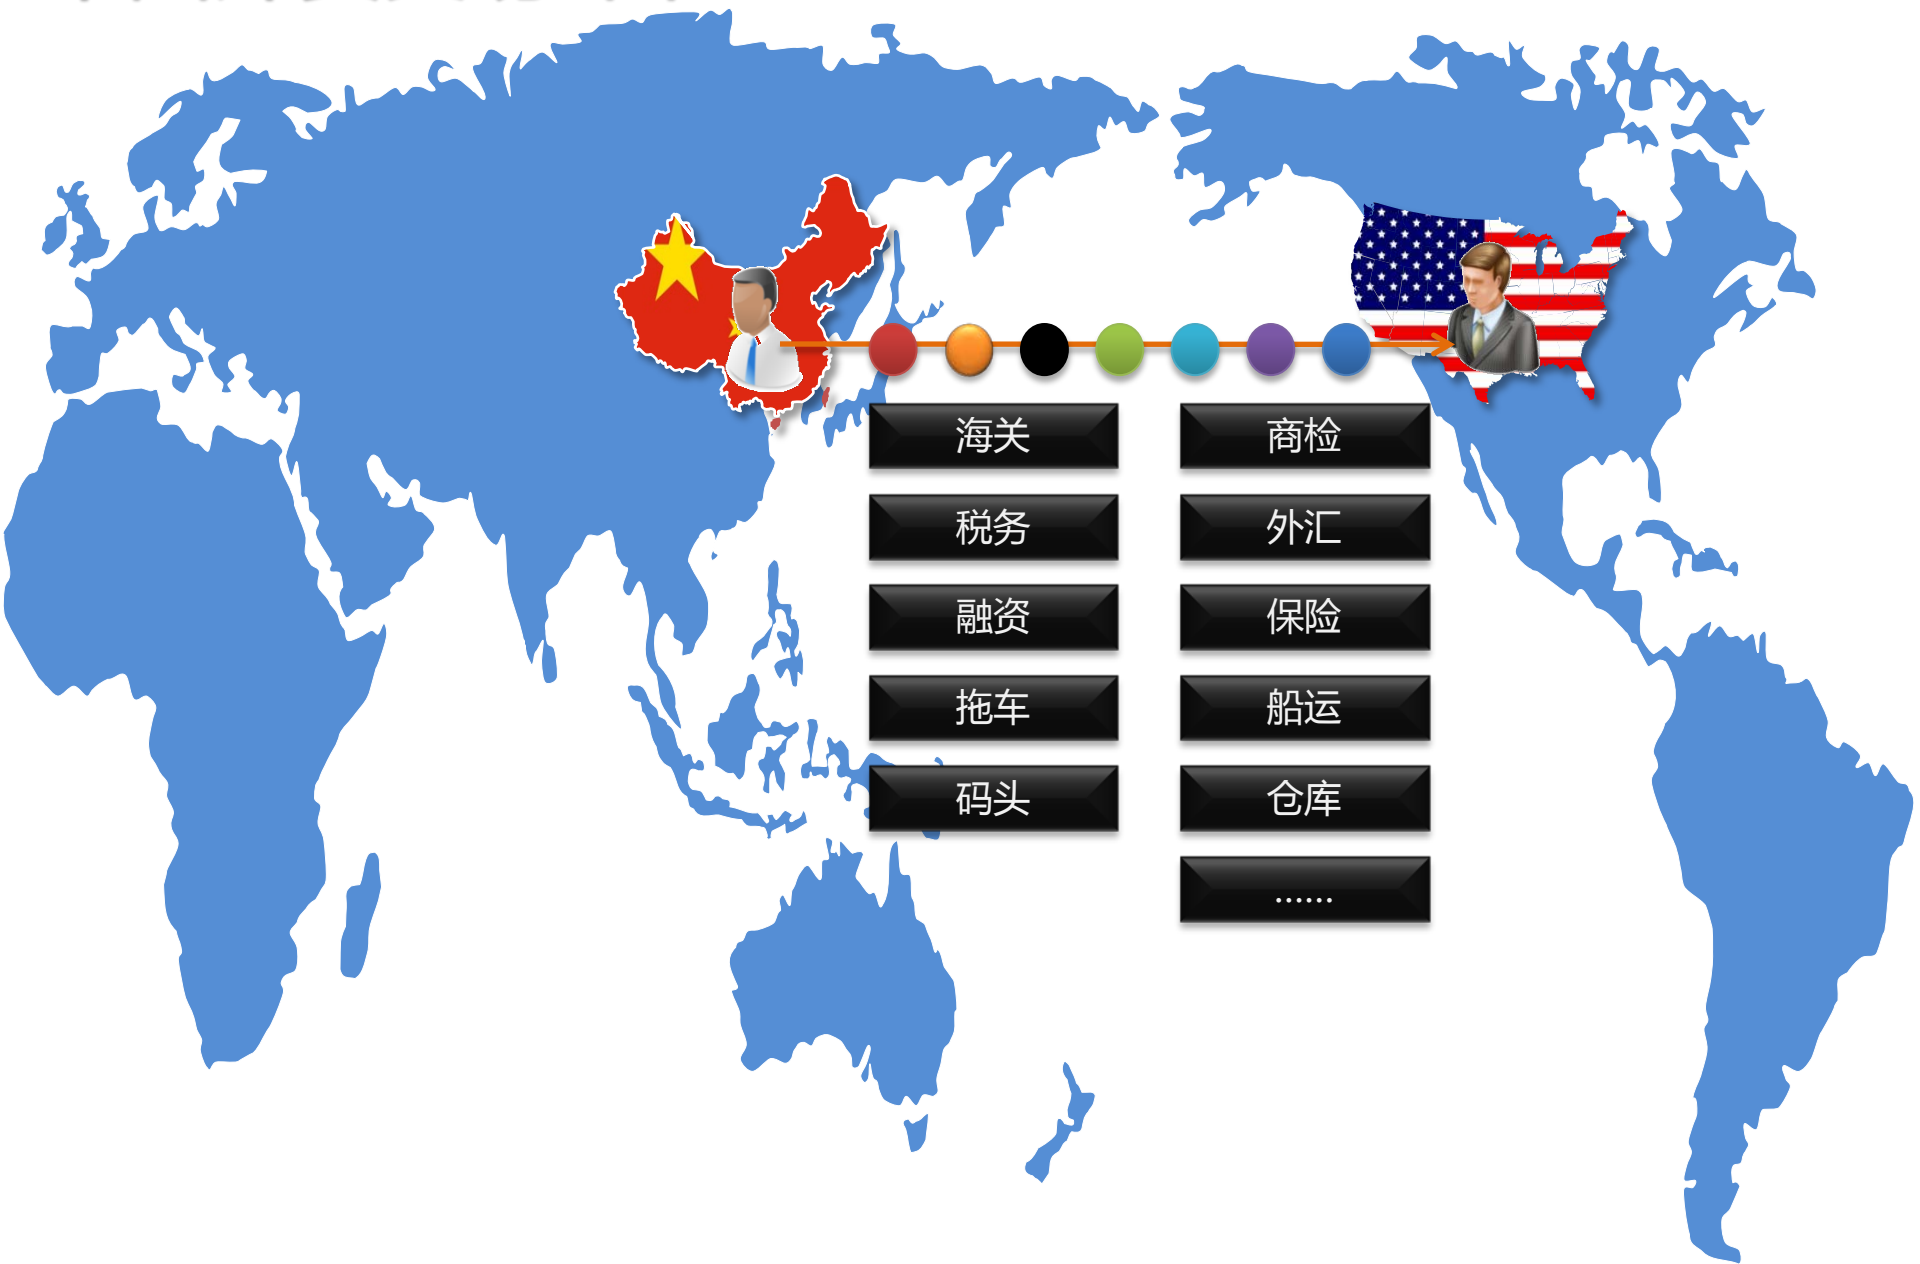 海关
商检
税务
外汇
融资
保险
拖车
船运
码头
仓库
......